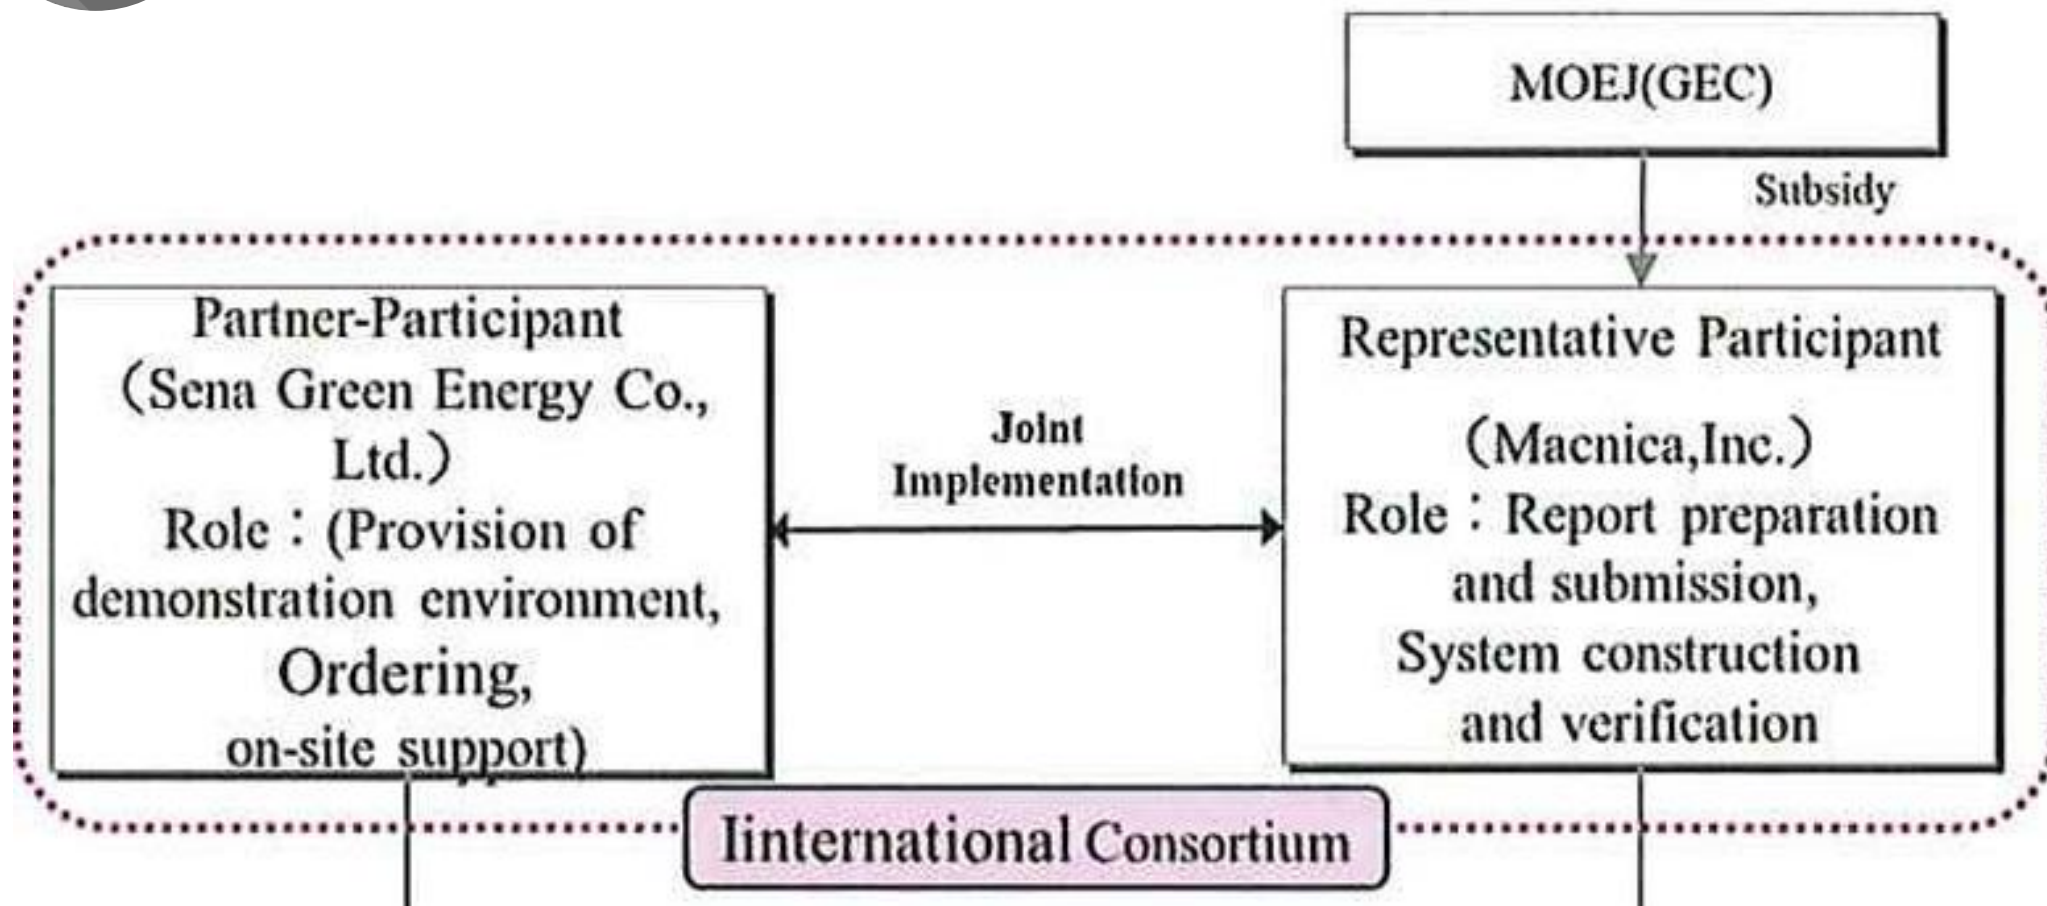 MOEJ(GEC)
Subsidy
Partner-Participant
(Sena Green Energy Co.,
Ltd.)
Role：(Provision of
demonstration environment,
Ordering,
on-site support)
Joint
Implementation
Representative Participant
(Macnica,Inc.)
Role：Report preparation
and submission,
System construction
and verification
Iinternational Consortium